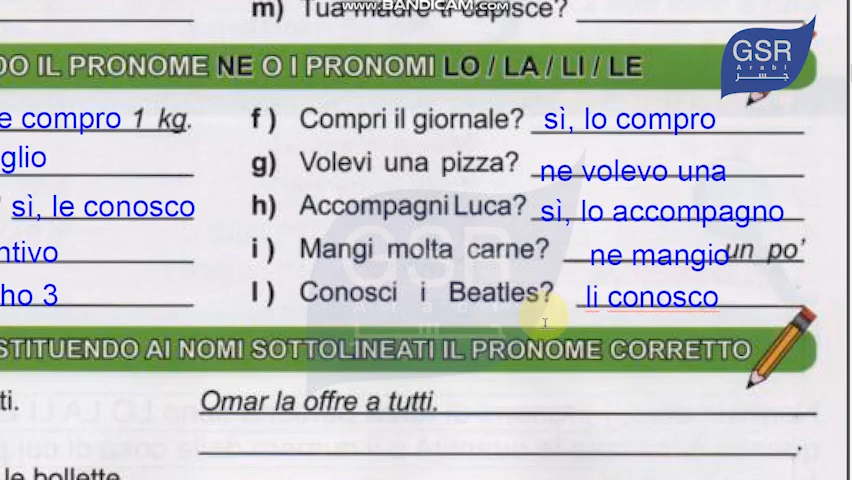 www.BANDICAM.com
m) Tua madre ti capisce?
DO IL PRONOME NE O I PRONOMI LO / LA / LI / LE
GSR
Arabi
e compro 1 kg.
f ) Compri il giornale? sì, lo compro
glio
g) Volevi una pizza? ne volevo una
sì, le conosco
h) Accompagni Luca? sì, lo accompagno
ntivo
i ) Mangi molta carne? ne mangio un po'
ho 3
l ) Conosci i Beatles? li conosco
STITUENDO AI NOMI SOTTOLINEATI IL PRONOME CORRETTO
ti. Omar la offre a tutti.
le bollette